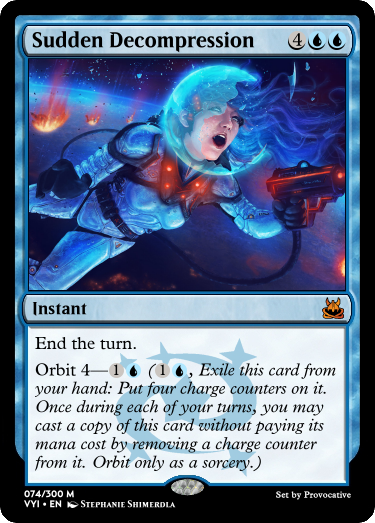 Sudden Decompression 4
Instant
End the turn.
Orbit 4—1 (1, Exile this card from
your hand: Put four charge counters on it.
Once during each of your turns, you may
cast a copy of this card without paying its
mana cost by removing a charge counter
from it. Orbit only as a sorcery.)
074/300 M
VYI • EN Stephanie Shimerdla
Set by Provocative